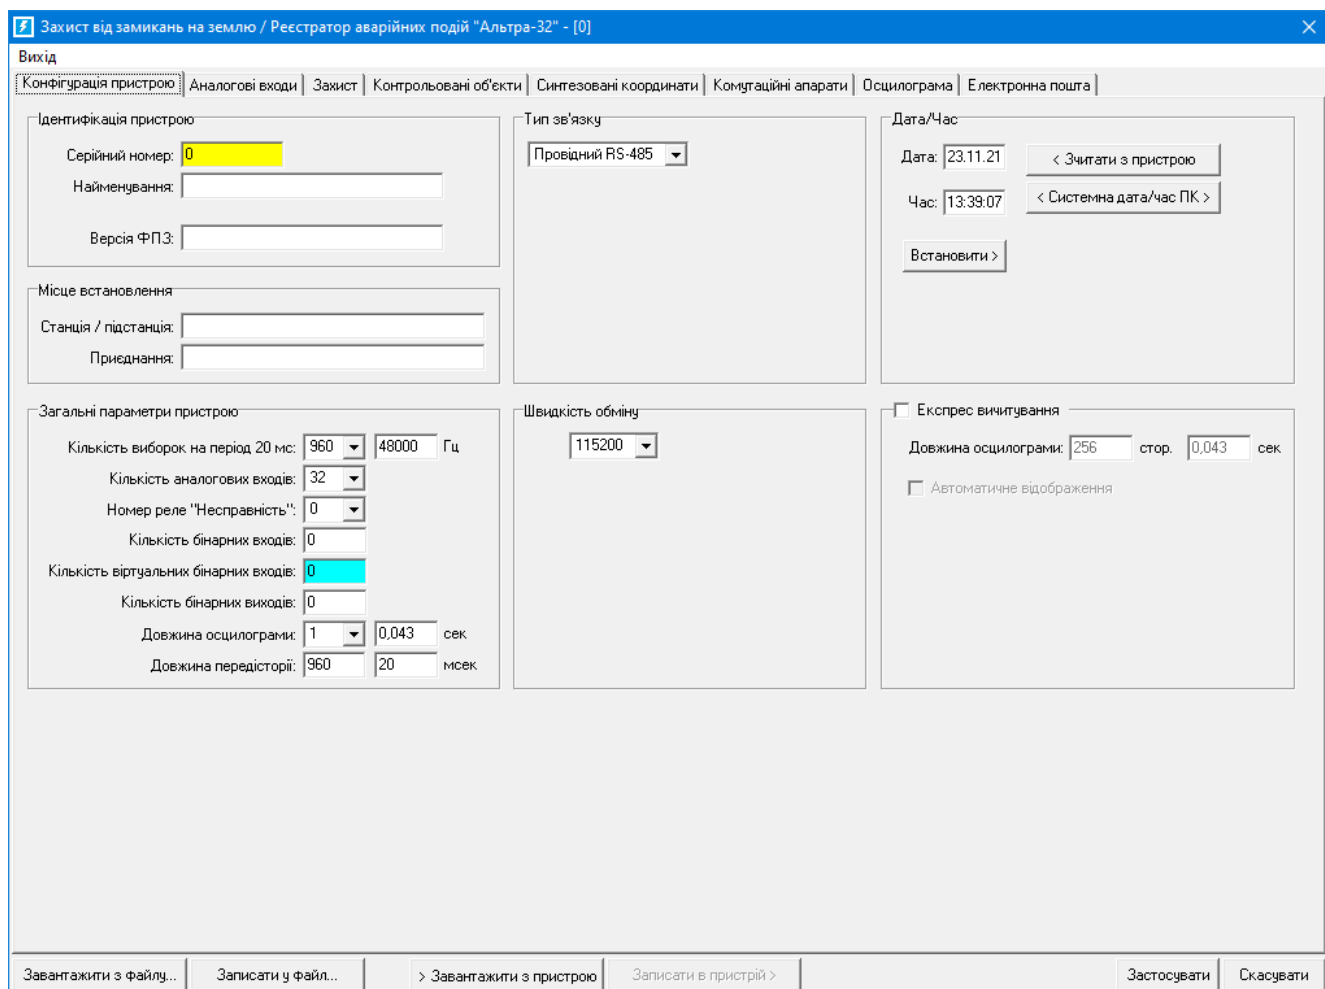 Захист від замикань на землю / Реєстратор аварійних подій "Альтра-32" - [0]
Вихід
Конфігурація пристрою Аналогові входи Захист Контрольовані об'єкти Синтезовані координати Комутаційні апарати Осцилограма Електронна пошта
Ідентифікація пристрою
Серійний номер: 0
Найменування:
Версія ФПЗ:
Місце встановлення
Станція / підстанція:
Приєднання:
Тип зв'язку
Провідний RS-485
Дата/Час
Дата: 23.11.21 < Зчитати з пристрою
Час: 13:39:07 < Системна дата/час ПК >
Встановити >
Загальні параметри пристрою
Кількість виборок на період 20 мс: 960 48000 Гц
Кількість аналогових входів: 32
Номер реле "Несправність": 0
Кількість бінарних входів: 0
Кількість віртуальних бінарних входів: 0
Кількість бінарних виходів: 0
Довжина осцилограми: 1 0,043 сек
Довжина передісторії: 960 20 мсек
Швидкість обміну
115200
Експрес вичитування
Довжина осцилограми: 256 стор. 0,043 сек
Автоматичне відображення
Завантажити з файлу... Записати у файл... > Завантажити з пристрою Записати в пристрій > Застосувати Скасувати